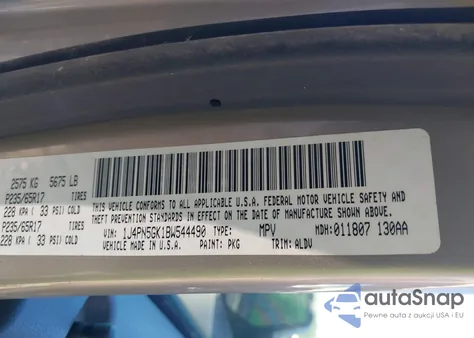 2575 KG 5675 LB
P235/65R17 TIRES
228 KPA ( 33 PSI) COLD
P235/65R17 TIRES
228 KPA ( 33 PSI) COLD
THIS VEHICLE CONFORMS TO ALL APPLICABLE U.S.A. FEDERAL MOTOR VEHICLE SAFETY AND
THEFT PREVENTION STANDARDS IN EFFECT ON THE DATE OF MANUFACTURE SHOWN ABOVE.
VIN: 1J4PN5GK1BW544490 TYPE: MPV MDH: 011807 130AA
VEHICLE MADE IN U.S.A. PAINT: PKG TRIM: ALDV
autoSnap
Pewne auta z aukcji USA i EU